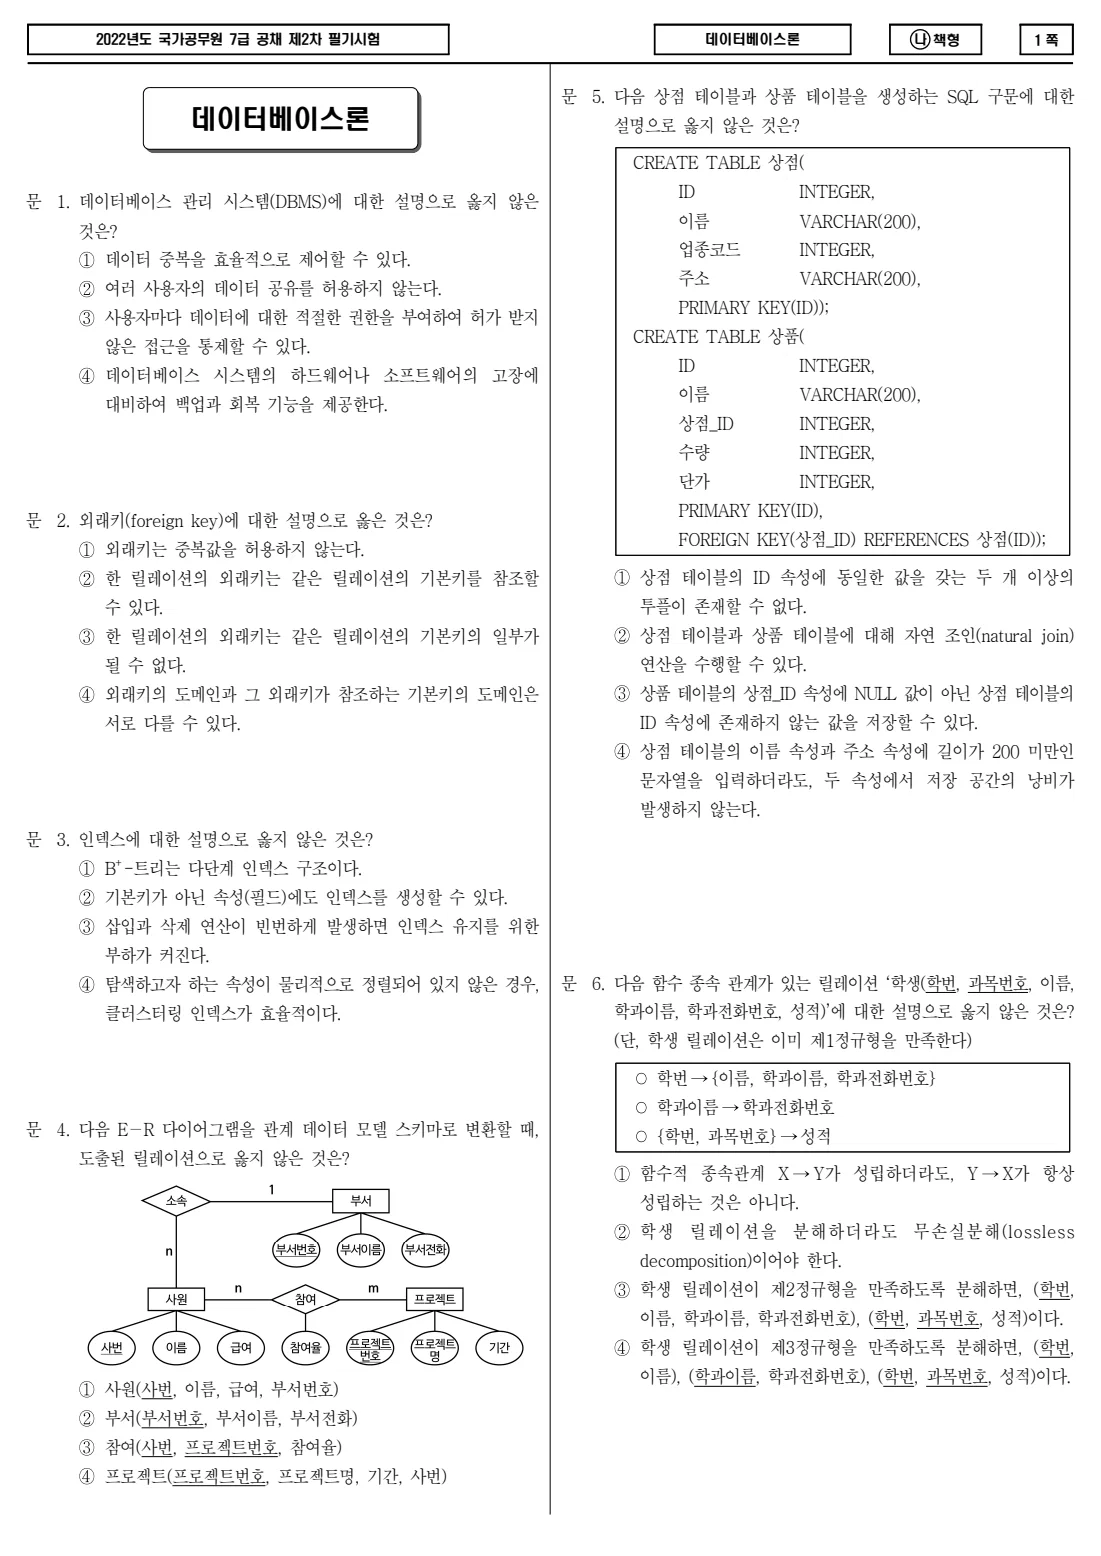 2022년도 국가공무원 7급 공채 제2차 필기시험
데이터베이스론
나 책형
1 쪽
데이터베이스론
문 1. 데이터베이스 관리 시스템(DBMS)에 대한 설명으로 옳지 않은
것은?
① 데이터 중복을 효율적으로 제어할 수 있다.
② 여러 사용자의 데이터 공유를 허용하지 않는다.
③ 사용자마다 데이터에 대한 적절한 권한을 부여하여 허가 받지
않은 접근을 통제할 수 있다.
④ 데이터베이스 시스템의 하드웨어나 소프트웨어의 고장에
대비하여 백업과 회복 기능을 제공한다.
문 2. 외래키(foreign key)에 대한 설명으로 옳은 것은?
① 외래키는 중복값을 허용하지 않는다.
② 한 릴레이션의 외래키는 같은 릴레이션의 기본키를 참조할
수 있다.
③ 한 릴레이션의 외래키는 같은 릴레이션의 기본키의 일부가
될 수 없다.
④ 외래키의 도메인과 그 외래키가 참조하는 기본키의 도메인은
서로 다를 수 있다.
문 3. 인덱스에 대한 설명으로 옳지 않은 것은?
① B⁺-트리는 다단계 인덱스 구조이다.
② 기본키가 아닌 속성(필드)에도 인덱스를 생성할 수 있다.
③ 삽입과 삭제 연산이 빈번하게 발생하면 인덱스 유지를 위한
부하가 커진다.
④ 탐색하고자 하는 속성이 물리적으로 정렬되어 있지 않은 경우,
클러스터링 인덱스가 효율적이다.
문 4. 다음 E-R 다이어그램을 관계 데이터 모델 스키마로 변환할 때,
도출된 릴레이션으로 옳지 않은 것은?
소속 1 부서
부서번호 부서이름 부서전화
n
사원 n 참여 m 프로젝트
사번 이름 급여 참여율 프로젝트 번호 프로젝트 명 기간
① 사원(사번, 이름, 급여, 부서번호)
② 부서(부서번호, 부서이름, 부서전화)
③ 참여(사번, 프로젝트번호, 참여율)
④ 프로젝트(프로젝트번호, 프로젝트명, 기간, 사번)
문 5. 다음 상점 테이블과 상품 테이블을 생성하는 SQL 구문에 대한
설명으로 옳지 않은 것은?
CREATE TABLE 상점(
ID INTEGER,
이름 VARCHAR(200),
업종코드 INTEGER,
주소 VARCHAR(200),
PRIMARY KEY(ID));
CREATE TABLE 상품(
ID INTEGER,
이름 VARCHAR(200),
상점_ID INTEGER,
수량 INTEGER,
단가 INTEGER,
PRIMARY KEY(ID),
FOREIGN KEY(상점_ID) REFERENCES 상점(ID));
① 상점 테이블의 ID 속성에 동일한 값을 갖는 두 개 이상의
투플이 존재할 수 없다.
② 상점 테이블과 상품 테이블에 대해 자연 조인(natural join)
연산을 수행할 수 있다.
③ 상품 테이블의 상점_ID 속성에 NULL 값이 아닌 상점 테이블의
ID 속성에 존재하지 않는 값을 저장할 수 있다.
④ 상점 테이블의 이름 속성과 주소 속성에 길이가 200 미만인
문자열을 입력하더라도, 두 속성에서 저장 공간의 낭비가
발생하지 않는다.
문 6. 다음 함수 종속 관계가 있는 릴레이션 ‘학생(학번, 과목번호, 이름,
학과이름, 학과전화번호, 성적)’에 대한 설명으로 옳지 않은 것은?
(단, 학생 릴레이션은 이미 제1정규형을 만족한다)
○ 학번→{이름, 학과이름, 학과전화번호}
○ 학과이름→학과전화번호
○ {학번, 과목번호}→성적
① 함수적 종속관계 X→Y가 성립하더라도, Y→X가 항상
성립하는 것은 아니다.
② 학생 릴레이션을 분해하더라도 무손실분해(lossless
decomposition)이어야 한다.
③ 학생 릴레이션이 제2정규형을 만족하도록 분해하면, (학번,
이름, 학과이름, 학과전화번호), (학번, 과목번호, 성적)이다.
④ 학생 릴레이션이 제3정규형을 만족하도록 분해하면, (학번,
이름), (학과이름, 학과전화번호), (학번, 과목번호, 성적)이다.